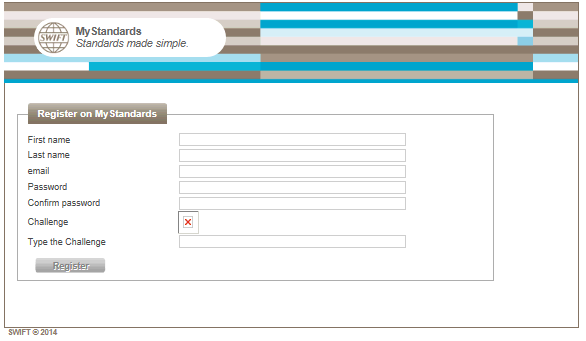 SWIFT
MyStandards
Standards made simple.
Register on MyStandards
First name
Last name
email
Password
Confirm password
Challenge
Type the Challenge
Register
SWIFT © 2014